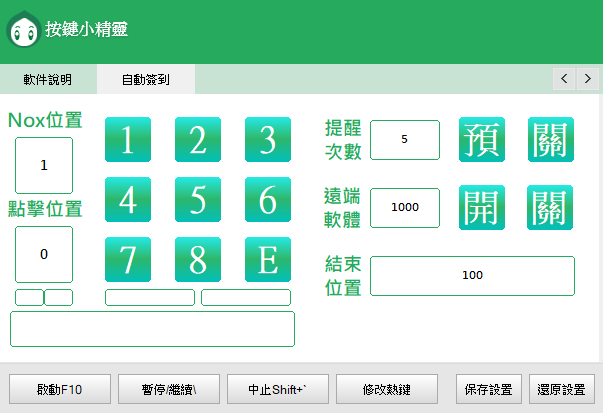 按鍵小精靈
軟件說明 自動簽到
Nox位置
1
點擊位置
0
1 2 3
4 5 6
7 8 E
提醒次數 5 預 關
遠端軟體 1000 開 關
結束位置 100
啟動F10 暫停/繼續\ 中止Shift+` 修改熱鍵 保存設置 還原設置